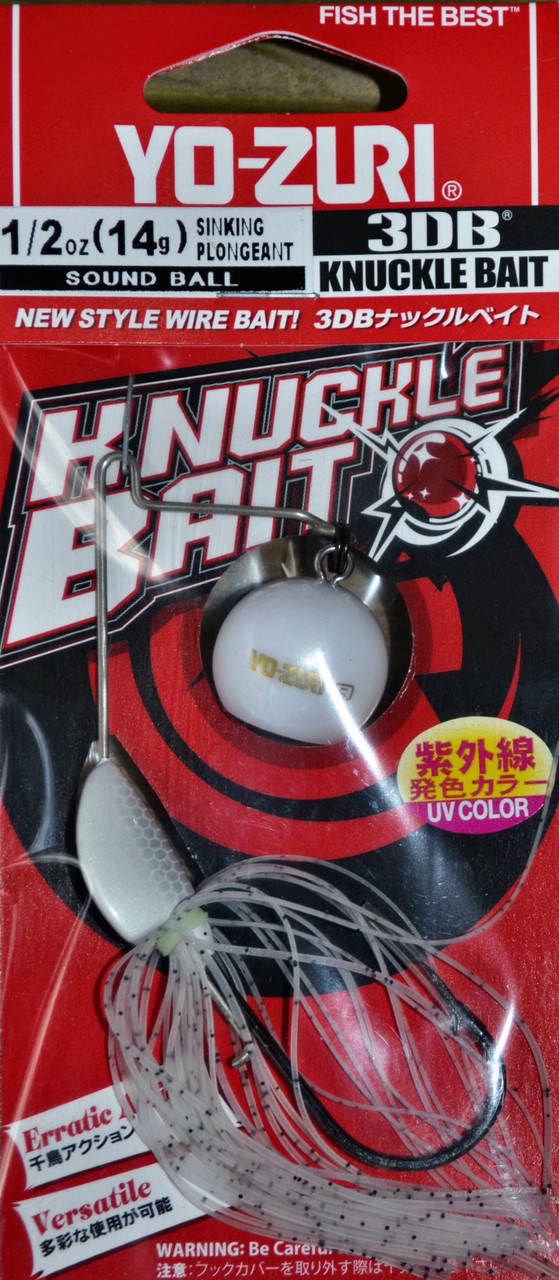 FISH THE BEST™
YO-ZURI®
1/2oz(14g) SINKING
PLONGEANT
SOUND BALL
3DB®
KNUCKLE BAIT
NEW STYLE WIRE BAIT! 3DBナックルベイト
KNUCKLE
BAIT
YO-ZURI
紫外線
発色カラー
UV COLOR
Erratic
千鳥アクション
Versatile
多彩な使用が可能
WARNING: Be Careful
注意:フックカバーを取り外す際は